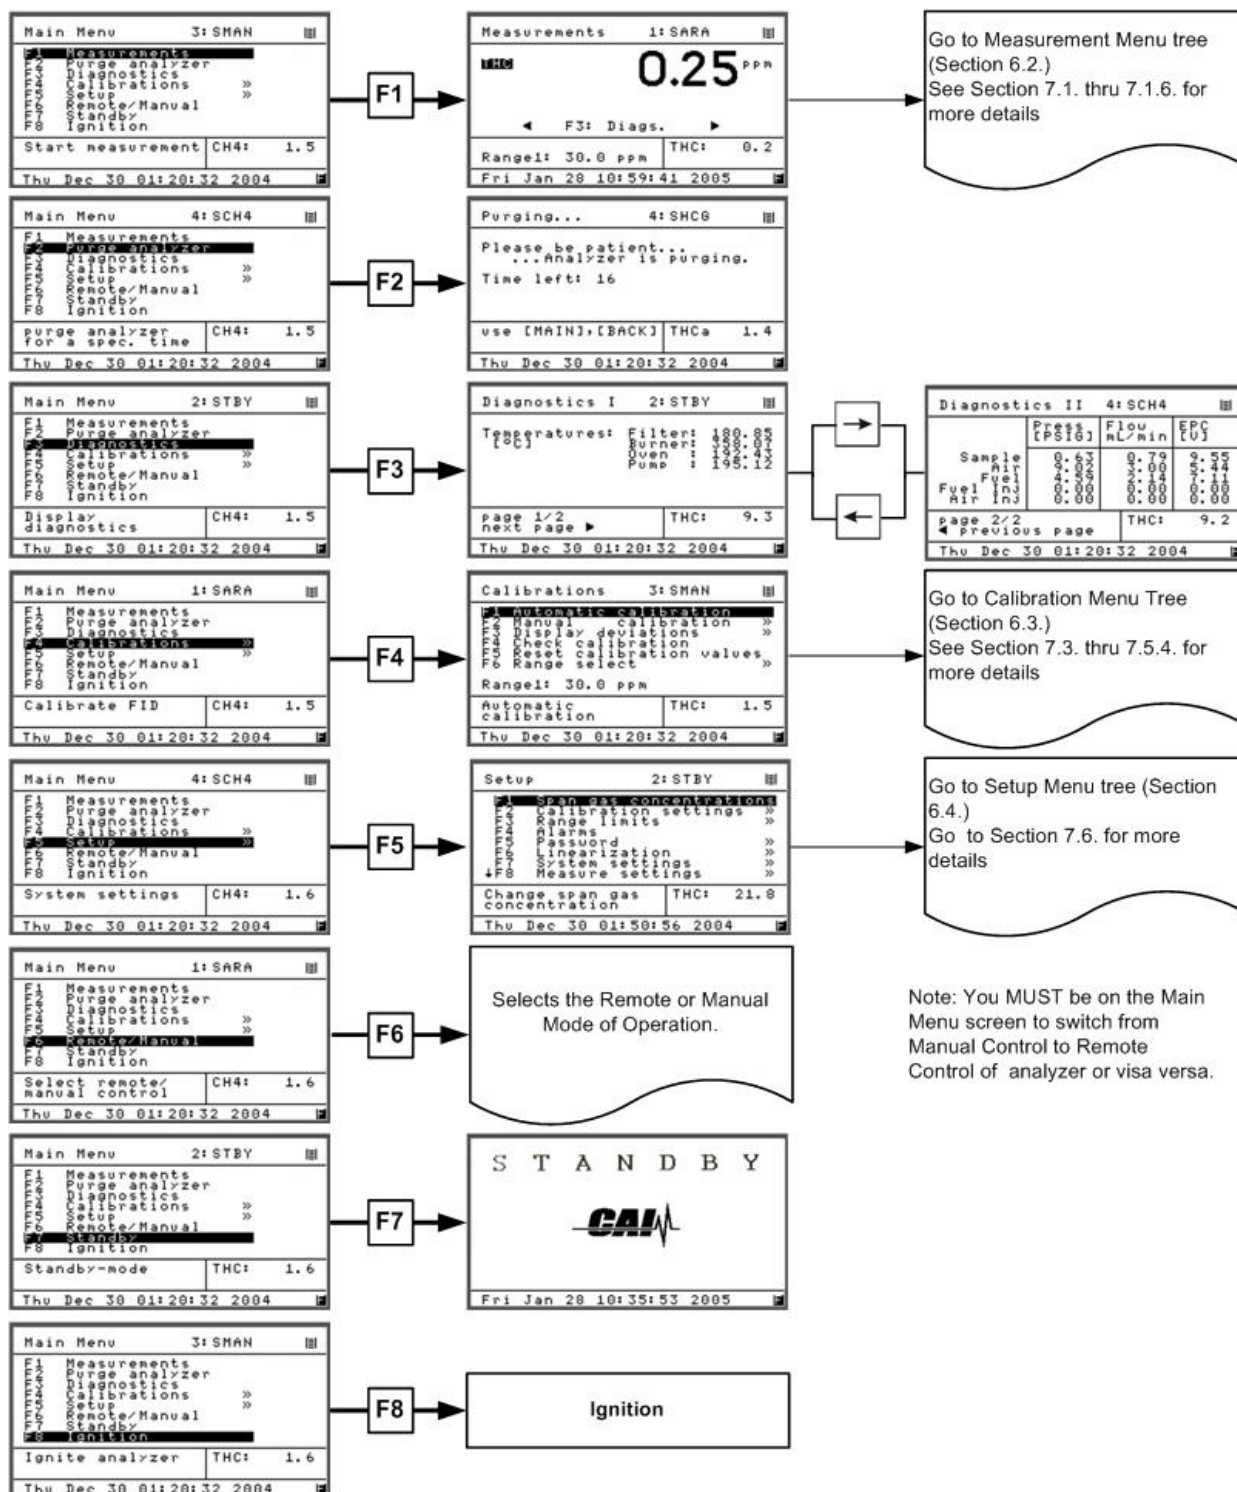 Main Menu 3:SMAN
F1 Measurements
F2 Purge analyzer
F3 Diagnostics
F4 Calibrations »
F5 Setup »
F6 Remote/Manual
F7 Standby
F8 Ignition
Start measurement CH4: 1.5
Thu Dec 30 01:20:32 2004
F1
Measurements 1:SARA
THC 0.25 PPM
◄ F3: Diags. ►
Range1: 30.0 ppm THC: 0.2
Fri Jan 28 10:59:41 2005
Go to Measurement Menu tree
(Section 6.2.)
See Section 7.1. thru 7.1.6. for
more details
Main Menu 4:SCH4
F1 Measurements
F2 Purge analyzer
F3 Diagnostics
F4 Calibrations »
F5 Setup »
F6 Remote/Manual
F7 Standby
F8 Ignition
purge analyzer
for a spec. time CH4: 1.5
Thu Dec 30 01:20:32 2004
F2
Purging... 4:SHCG
Please be patient...
...Analyzer is purging.
Time left: 16
use [MAIN],[BACK] THCa 1.4
Thu Dec 30 01:20:32 2004
Main Menu 2:STBY
F1 Measurements
F2 Purge analyzer
F3 Diagnostics
F4 Calibrations »
F5 Setup »
F6 Remote/Manual
F7 Standby
F8 Ignition
Display
diagnostics CH4: 1.5
Thu Dec 30 01:20:32 2004
F3
Diagnostics I 2:STBY
Temperatures: Filter: 180.85
[°C] Burner: 358.07
Oven : 192.43
Pump : 195.12
page 1/2
next page ► THC: 9.3
Thu Dec 30 01:20:32 2004
→
←
Diagnostics II 4:SCH4
Press Flow EPC
[PSIG] mL/min [V]
Sample 0.63 0.79 9.55
Air 9.02 3.00 5.44
Fuel 4.59 2.14 7.11
Fuel Inj 0.00 0.00 0.00
Air Inj 0.00 0.00 0.00
page 2/2
◄ previous page THC: 9.2
Thu Dec 30 01:20:32 2004
Main Menu 1:SARA
F1 Measurements
F2 Purge analyzer
F3 Diagnostics
F4 Calibrations »
F5 Setup »
F6 Remote/Manual
F7 Standby
F8 Ignition
Calibrate FID CH4: 1.5
Thu Dec 30 01:20:32 2004
F4
Calibrations 3:SMAN
F1 Automatic calibration
F2 Manual calibration »
F3 Display deviations »
F4 Check calibration
F5 Reset calibration values
F6 Range select »
Range1: 30.0 ppm
Automatic
calibration THC: 1.5
Thu Dec 30 01:20:32 2004
Go to Calibration Menu Tree
(Section 6.3.)
See Section 7.3. thru 7.5.4. for
more details
Main Menu 4:SCH4
F1 Measurements
F2 Purge analyzer
F3 Diagnostics
F4 Calibrations »
F5 Setup »
F6 Remote/Manual
F7 Standby
F8 Ignition
System settings CH4: 1.6
Thu Dec 30 01:20:32 2004
F5
Setup 2:STBY
F1 Span gas concentrations
F2 Calibration settings »
F3 Range limits »
F4 Alarms
F5 Password »
F6 Linearization »
F7 System settings »
↓F8 Measure settings »
Change span gas
concentration THC: 21.8
Thu Dec 30 01:50:56 2004
Go to Setup Menu tree (Section
6.4.)
Go to Section 7.6. for more
details
Main Menu 1:SARA
F1 Measurements
F2 Purge analyzer
F3 Diagnostics
F4 Calibrations »
F5 Setup »
F6 Remote/Manual
F7 Standby
F8 Ignition
Select remote/
manual control CH4: 1.6
Thu Dec 30 01:20:32 2004
F6
Selects the Remote or Manual
Mode of Operation.
Note: You MUST be on the Main
Menu screen to switch from
Manual Control to Remote
Control of analyzer or visa versa.
Main Menu 2:STBY
F1 Measurements
F2 Purge analyzer
F3 Diagnostics
F4 Calibrations »
F5 Setup »
F6 Remote/Manual
F7 Standby
F8 Ignition
Standby-mode THC: 1.6
Thu Dec 30 01:20:32 2004
F7
STANDBY
CAI
Fri Jan 28 10:35:53 2005
Main Menu 3:SMAN
F1 Measurements
F2 Purge analyzer
F3 Diagnostics
F4 Calibrations »
F5 Setup »
F6 Remote/Manual
F7 Standby
F8 Ignition
Ignite analyzer THC: 1.6
Thu Dec 30 01:20:32 2004
F8
Ignition